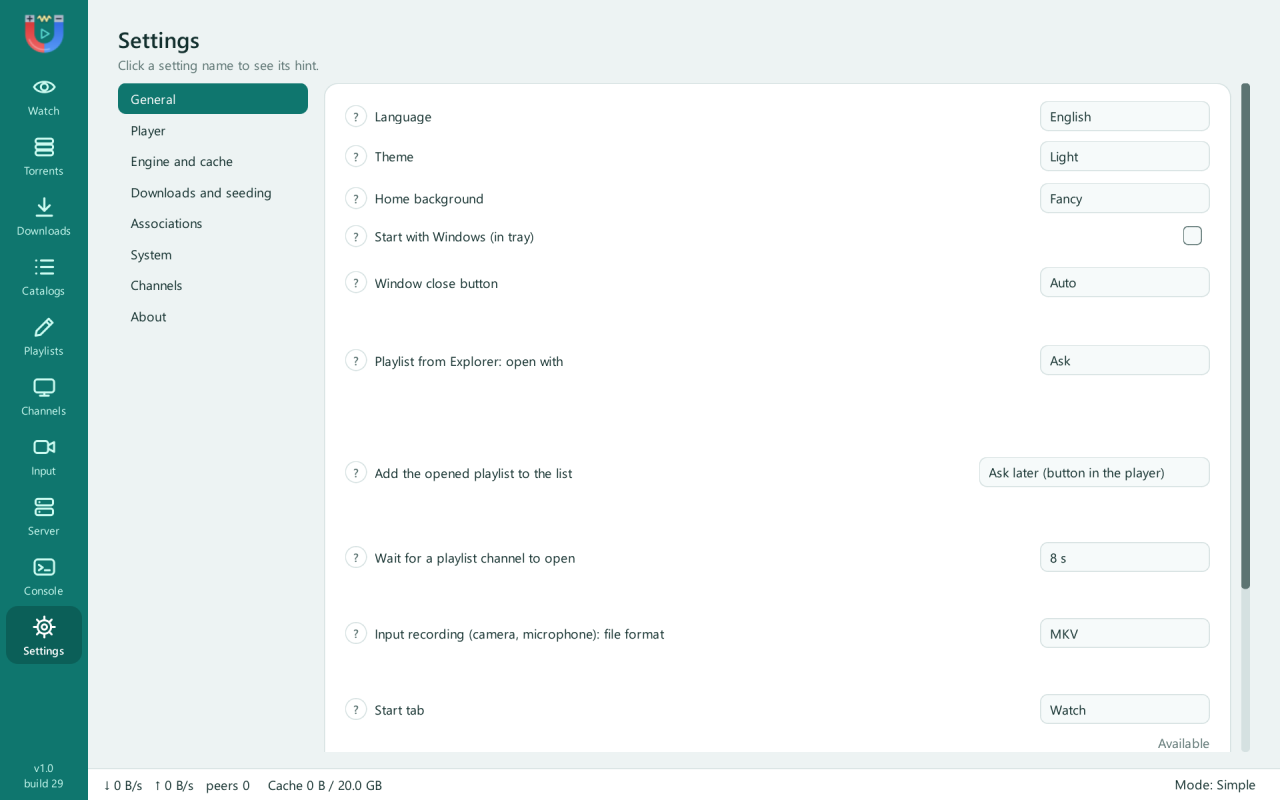 Settings
Click a setting name to see its hint.
Watch
Torrents
Downloads
Catalogs
Playlists
Channels
Input
Server
Console
Settings
v1.0
build 29
General
Player
Engine and cache
Downloads and seeding
Associations
System
Channels
About
? Language English
? Theme Light
? Home background Fancy
? Start with Windows (in tray)
? Window close button Auto
? Playlist from Explorer: open with Ask
? Add the opened playlist to the list Ask later (button in the player)
? Wait for a playlist channel to open 8 s
? Input recording (camera, microphone): file format MKV
? Start tab Watch
Available
↓ 0 B/s ↑ 0 B/s peers 0 Cache 0 B / 20.0 GB Mode: Simple